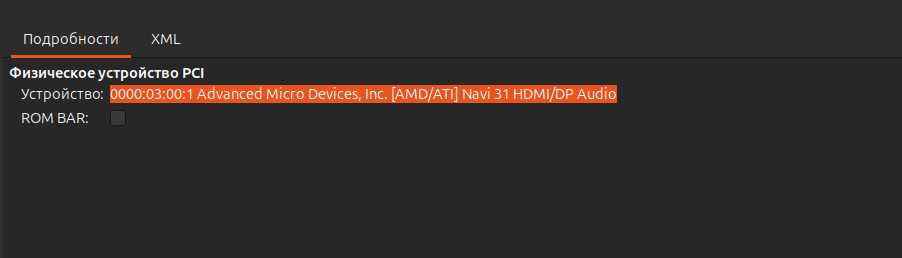 Подробности XML
Физическое устройство PCI
Устройство: 0000:03:00:1 Advanced Micro Devices, Inc. [AMD/ATI] Navi 31 HDMI/DP Audio
ROM BAR: